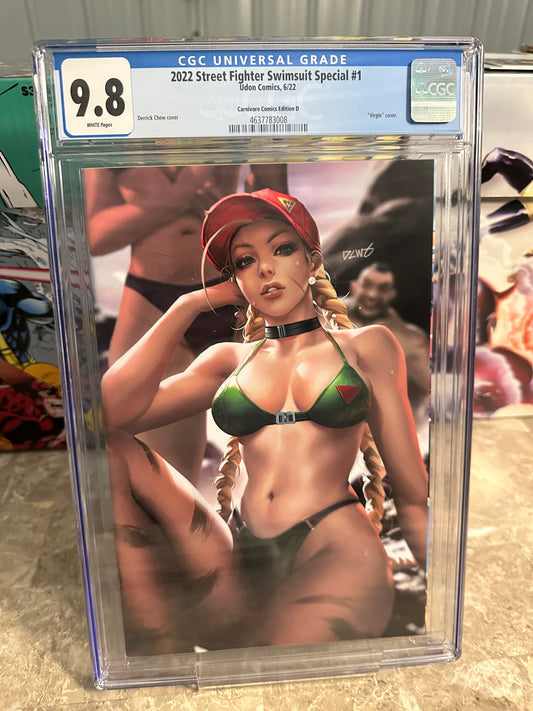 CGC UNIVERSAL GRADE
9.8
WHITE Pages
2022 Street Fighter Swimsuit Special #1
Udon Comics, 6/22
Carnivore Comics Edition D
Derrick Chew cover
"Virgin" cover
4637783008
CGC